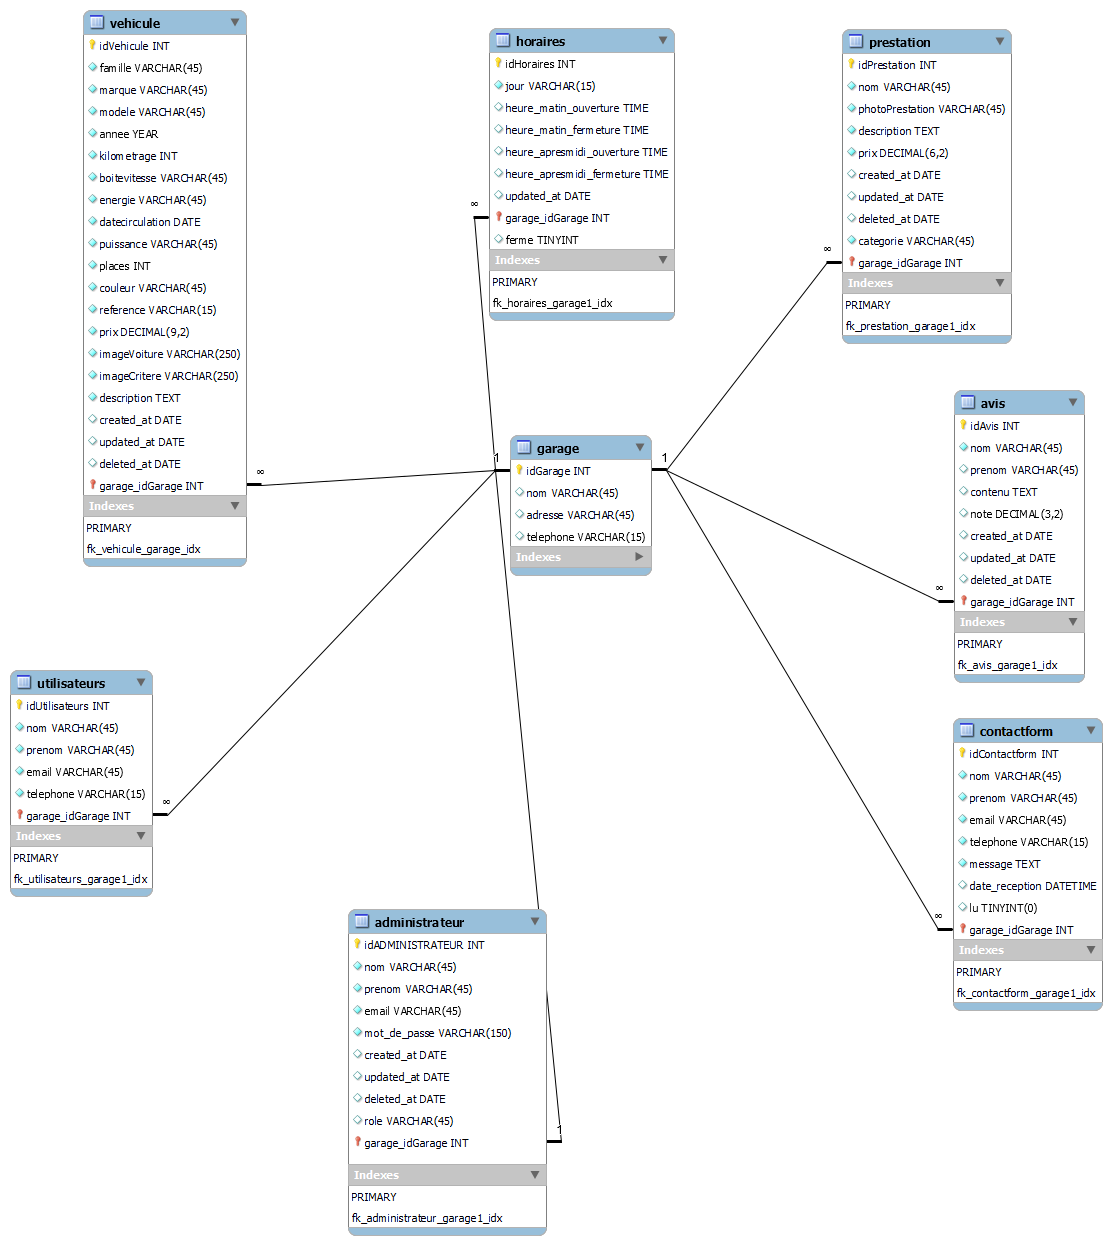 vehicule
idVehicule INT
famille VARCHAR(45)
marque VARCHAR(45)
modele VARCHAR(45)
annee YEAR
kilometrage INT
boitevitesse VARCHAR(45)
energie VARCHAR(45)
datecirculation DATE
puissance VARCHAR(45)
places INT
couleur VARCHAR(45)
reference VARCHAR(15)
prix DECIMAL(9,2)
imageVoiture VARCHAR(250)
imageCritere VARCHAR(250)
description TEXT
created_at DATE
updated_at DATE
deleted_at DATE
garage_idGarage INT
Indexes
PRIMARY
fk_vehicule_garage_idx
∞
horaires
idHoraires INT
jour VARCHAR(15)
heure_matin_ouverture TIME
heure_matin_fermeture TIME
heure_apresmidi_ouverture TIME
heure_apresmidi_fermeture TIME
updated_at DATE
garage_idGarage INT
ferme TINYINT
Indexes
PRIMARY
fk_horaires_garage1_idx
∞
prestation
idPrestation INT
nom VARCHAR(45)
photoPrestation VARCHAR(45)
description TEXT
prix DECIMAL(6,2)
created_at DATE
updated_at DATE
deleted_at DATE
categorie VARCHAR(45)
garage_idGarage INT
Indexes
PRIMARY
fk_prestation_garage1_idx
∞
garage
idGarage INT
nom VARCHAR(45)
adresse VARCHAR(45)
telephone VARCHAR(15)
Indexes
1
1
avis
idAvis INT
nom VARCHAR(45)
prenom VARCHAR(45)
contenu TEXT
note DECIMAL(3,2)
created_at DATE
updated_at DATE
deleted_at DATE
garage_idGarage INT
Indexes
PRIMARY
fk_avis_garage1_idx
∞
utilisateurs
idUtilisateurs INT
nom VARCHAR(45)
prenom VARCHAR(45)
email VARCHAR(45)
telephone VARCHAR(15)
garage_idGarage INT
Indexes
PRIMARY
fk_utilisateurs_garage1_idx
∞
contactform
idContactform INT
nom VARCHAR(45)
prenom VARCHAR(45)
email VARCHAR(45)
telephone VARCHAR(15)
message TEXT
date_reception DATETIME
lu TINYINT(0)
garage_idGarage INT
Indexes
PRIMARY
fk_contactform_garage1_idx
∞
administrateur
idADMINISTRATEUR INT
nom VARCHAR(45)
prenom VARCHAR(45)
email VARCHAR(45)
mot_de_passe VARCHAR(150)
created_at DATE
updated_at DATE
deleted_at DATE
role VARCHAR(45)
garage_idGarage INT
Indexes
PRIMARY
fk_administrateur_garage1_idx
1